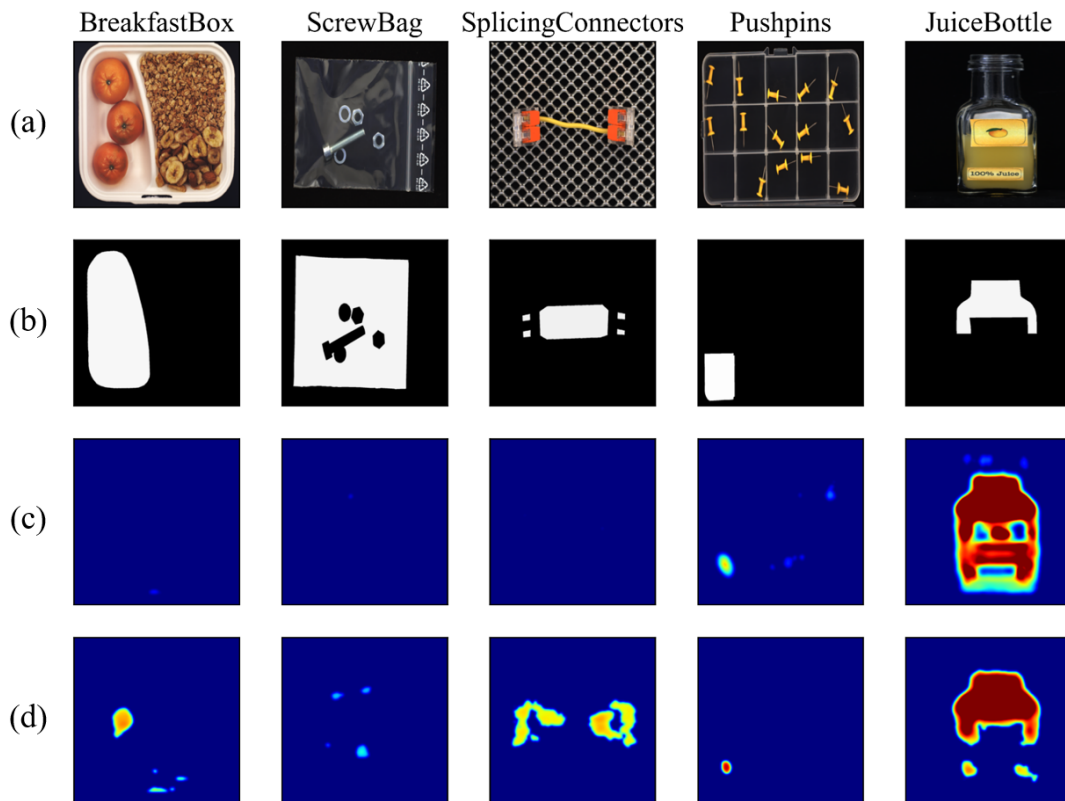 BreakfastBox ScrewBag SplicingConnectors Pushpins JuiceBottle
(a)
100% Juice
(b)
(c)
(d)